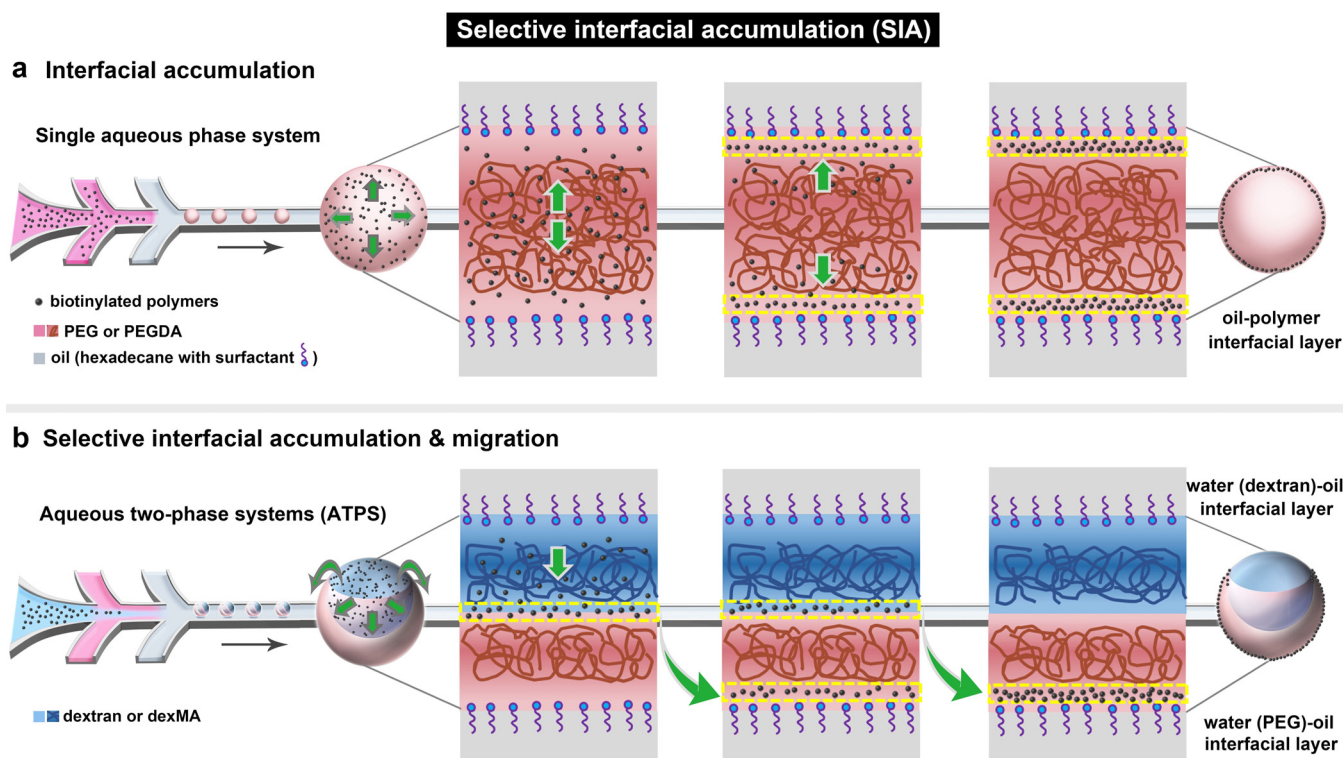 Selective interfacial accumulation (SIA)
a Interfacial accumulation
Single aqueous phase system
biotinylated polymers
PEG or PEGDA
oil (hexadecane with surfactant )
oil-polymer
interfacial layer
b Selective interfacial accumulation & migration
Aqueous two-phase systems (ATPS)
dextran or dexMA
water (dextran)-oil
interfacial layer
water (PEG)-oil
interfacial layer